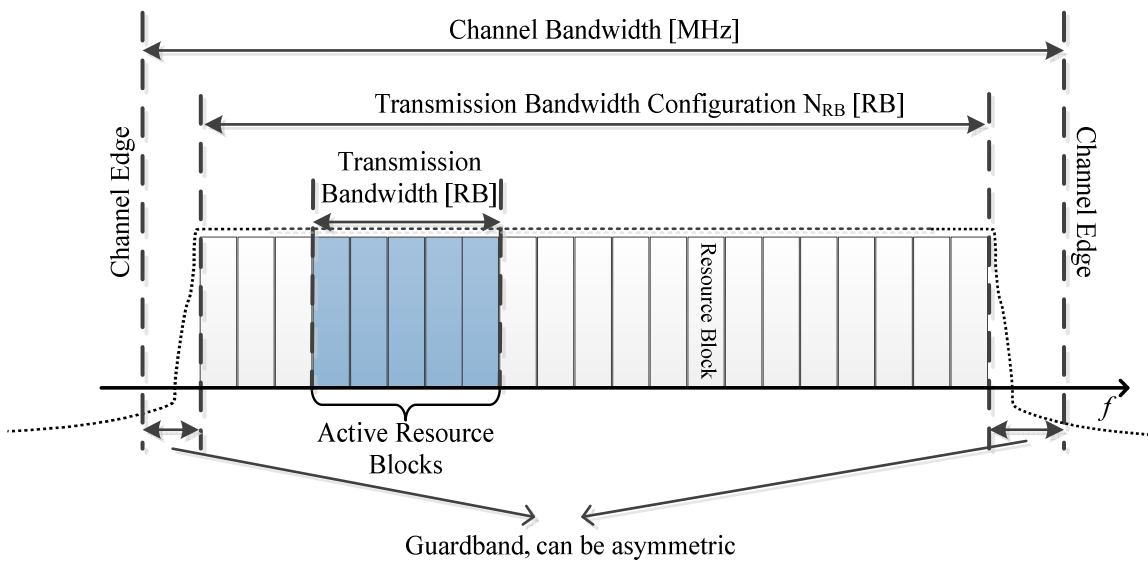 Channel Bandwidth [MHz]
Transmission Bandwidth Configuration N_RB [RB]
Channel Edge
Transmission
Bandwidth [RB]
Channel Edge
Resource Block
f
Active Resource
Blocks
Guardband, can be asymmetric